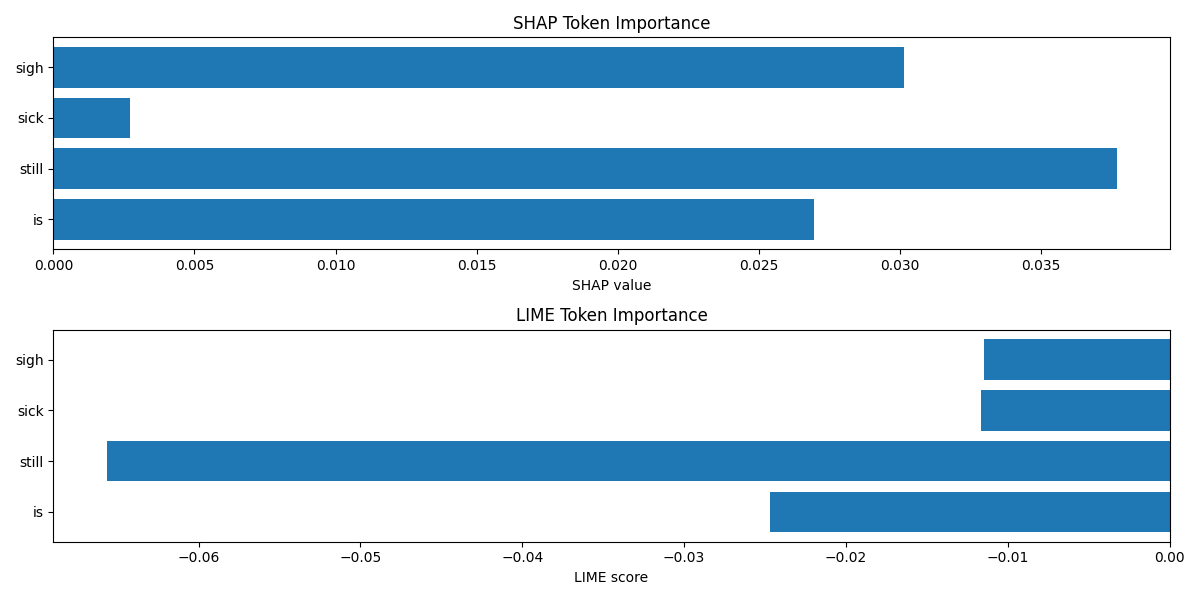 SHAP Token Importance
sigh
sick
still
is
0.000 0.005 0.010 0.015 0.020 0.025 0.030 0.035
SHAP value
LIME Token Importance
sigh
sick
still
is
−0.06 −0.05 −0.04 −0.03 −0.02 −0.01 0.00
LIME score